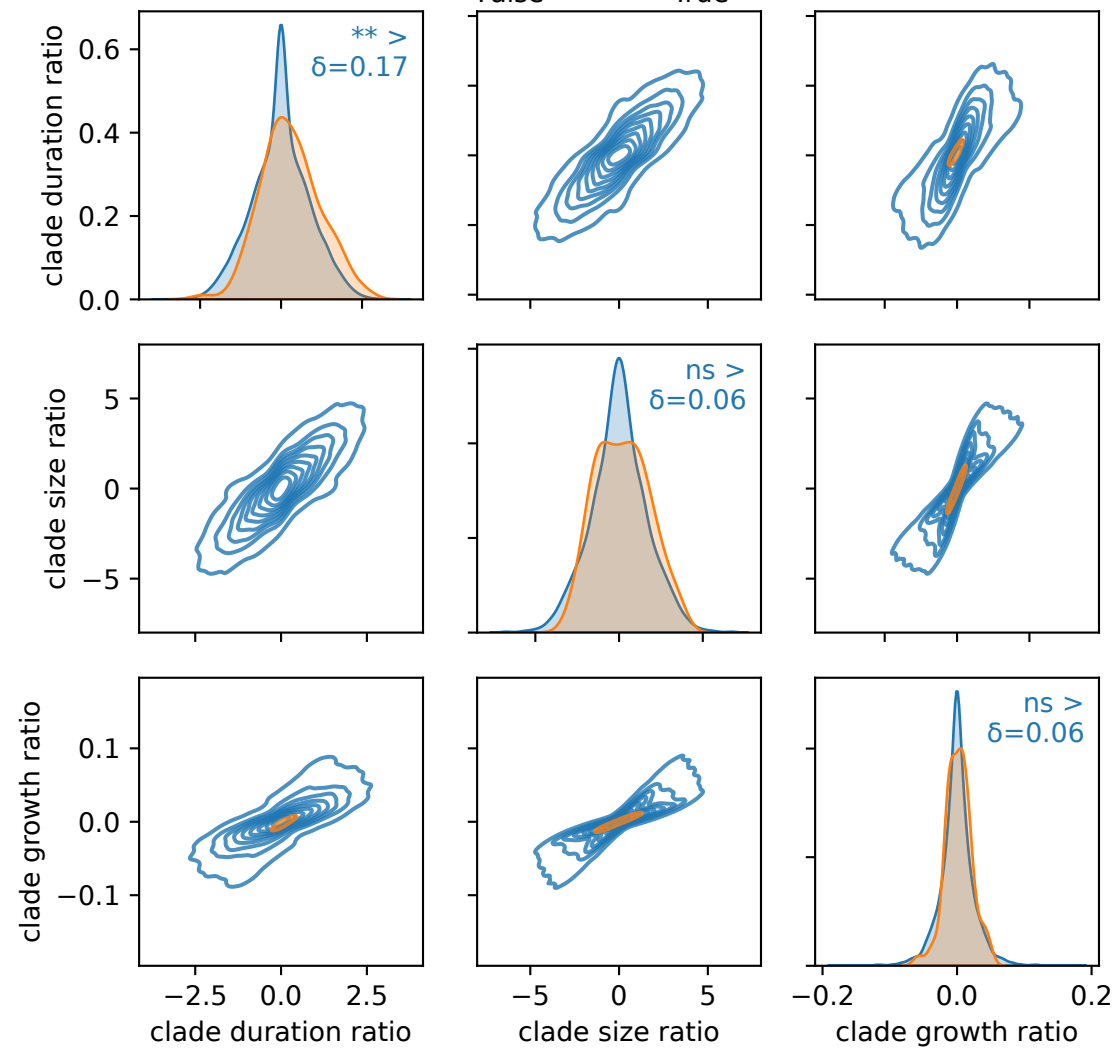 clade duration ratio
0.6
0.4
0.2
0.0
** >
δ=0.17
clade size ratio
5
0
−5
ns >
δ=0.06
clade growth ratio
0.1
0.0
−0.1
ns >
δ=0.06
−2.5 0.0 2.5
−5 0 5
−0.2 0.0 0.2
clade duration ratio
clade size ratio
clade growth ratio